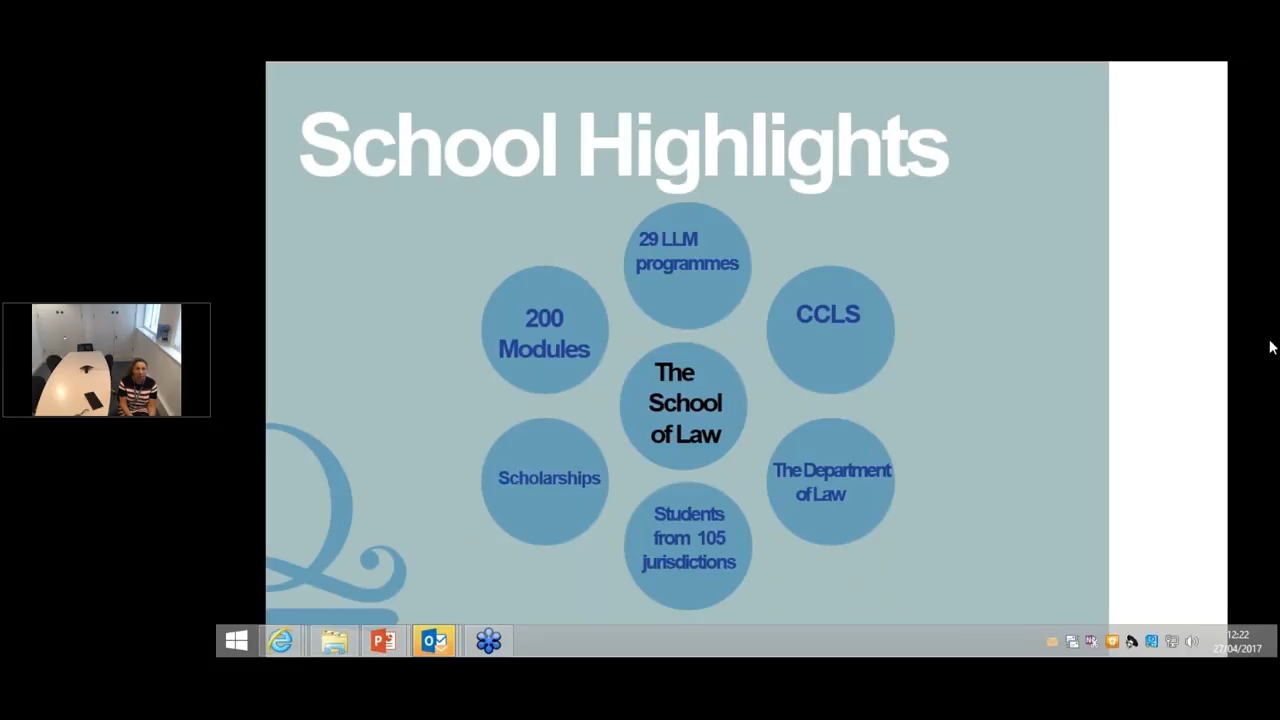 School Highlights
29 LLM
programmes
200
Modules
CCLS
The
School
of Law
Scholarships
The Department
of Law
Students
from 105
jurisdictions
12:22
27/04/2017